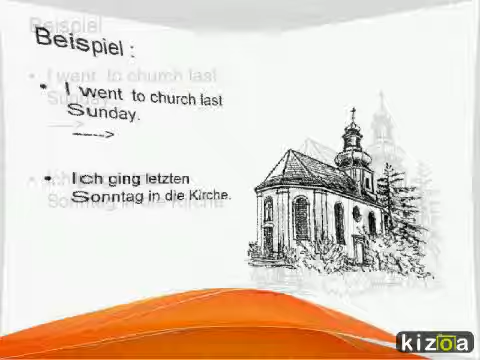 Beispiel :
• I went to church last
Sunday.
---->
• Ich ging letzten
Sonntag in die Kirche.
kizoa